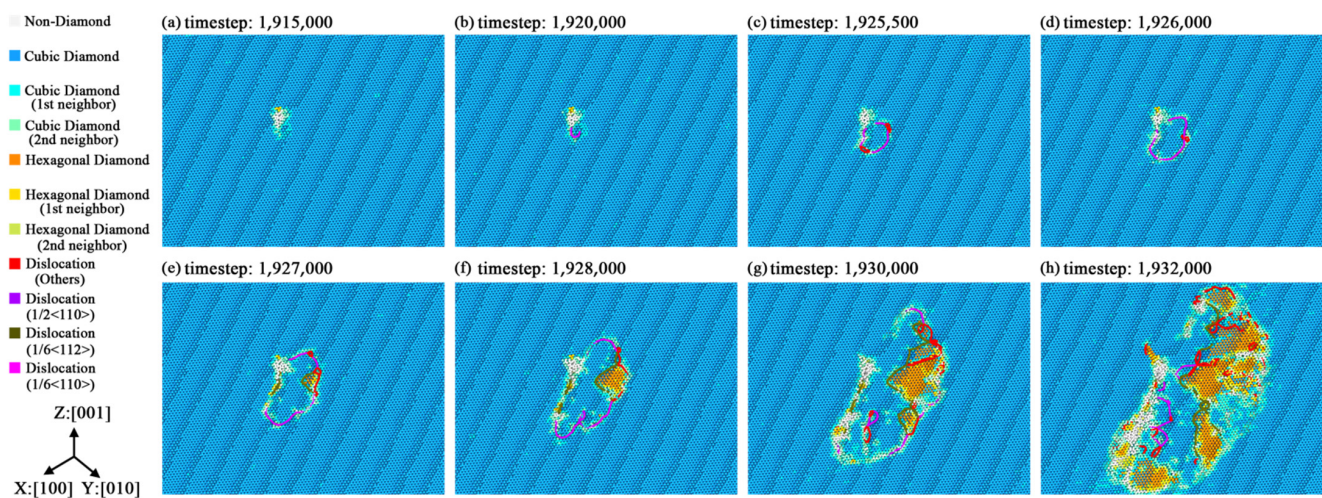 Non-Diamond
Cubic Diamond
Cubic Diamond
(1st neighbor)
Cubic Diamond
(2nd neighbor)
Hexagonal Diamond
Hexagonal Diamond
(1st neighbor)
Hexagonal Diamond
(2nd neighbor)
Dislocation
(Others)
Dislocation
(1/2<110>)
Dislocation
(1/6<112>)
Dislocation
(1/6<110>)
Z:[001]
X:[100] Y:[010]
(a) timestep: 1,915,000
(b) timestep: 1,920,000
(c) timestep: 1,925,500
(d) timestep: 1,926,000
(e) timestep: 1,927,000
(f) timestep: 1,928,000
(g) timestep: 1,930,000
(h) timestep: 1,932,000